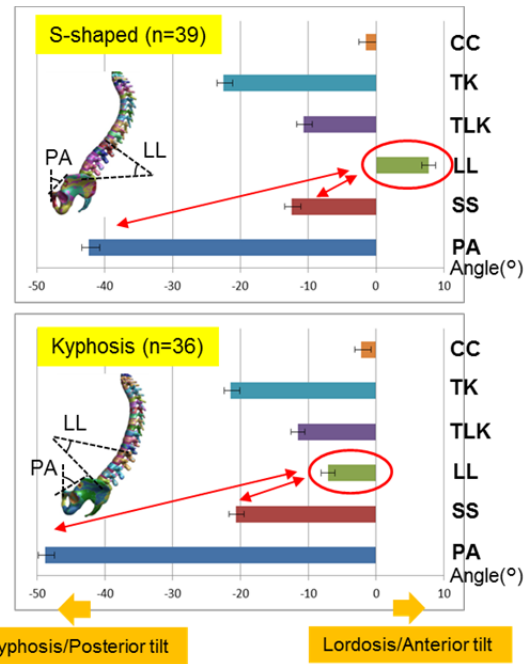 S-shaped (n=39)
CC
TK
TLK
PA
LL
LL
SS
PA
Angle(°)
-50 -40 -30 -20 -10 0 10
Kyphosis (n=36)
CC
TK
LL
TLK
PA
LL
SS
PA
Angle(°)
-50 -40 -30 -20 -10 0 10
yphosis/Posterior tilt
Lordosis/Anterior tilt